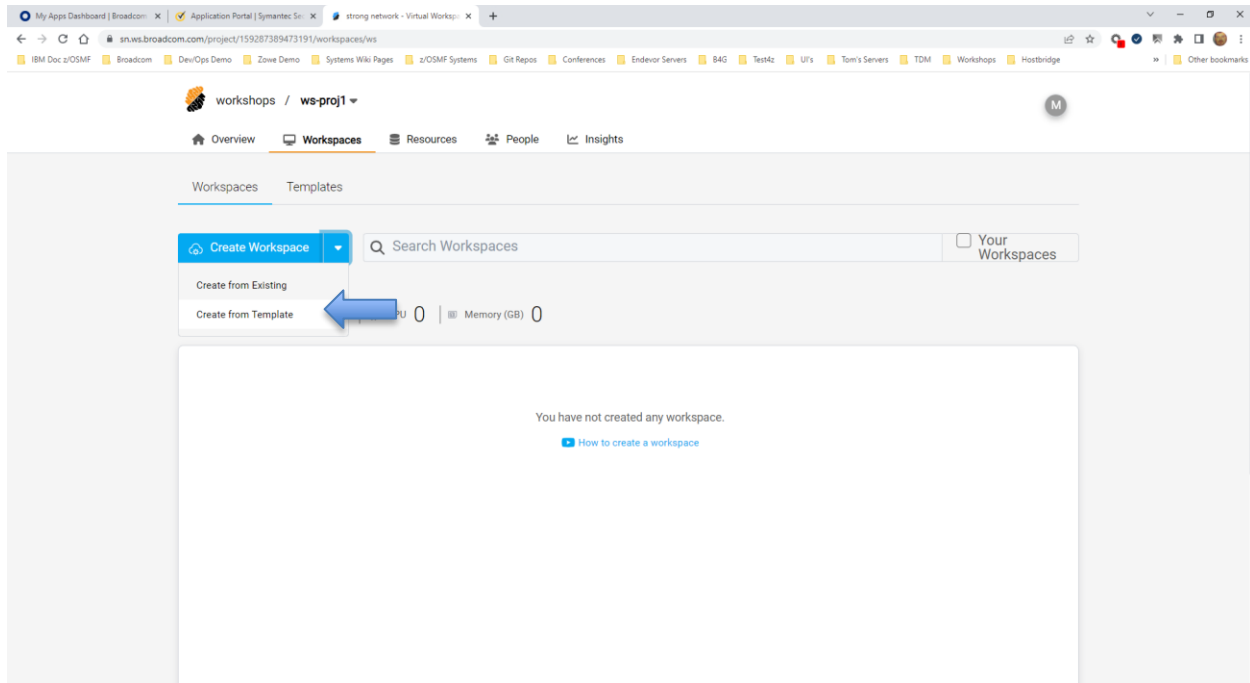 My Apps Dashboard | Broadcom
Application Portal | Symantec Sec
strong network - Virtual Workspa
sn.ws.broadcom.com/project/159287389473191/workspaces/ws
IBM Doc z/OSMF Broadcom Dev/Ops Demo Zowe Demo Systems Wiki Pages z/OSMF Systems Git Repos Conferences Endevor Servers B4G Test4z UI's Tom's Servers TDM Workshops Hostbridge » Other bookmarks
workshops / ws-proj1
M
Overview Workspaces Resources People Insights
Workspaces Templates
Create Workspace
Search Workspaces
Your
Workspaces
Create from Existing
Create from Template
PU 0 | Memory (GB) 0
You have not created any workspace.
How to create a workspace